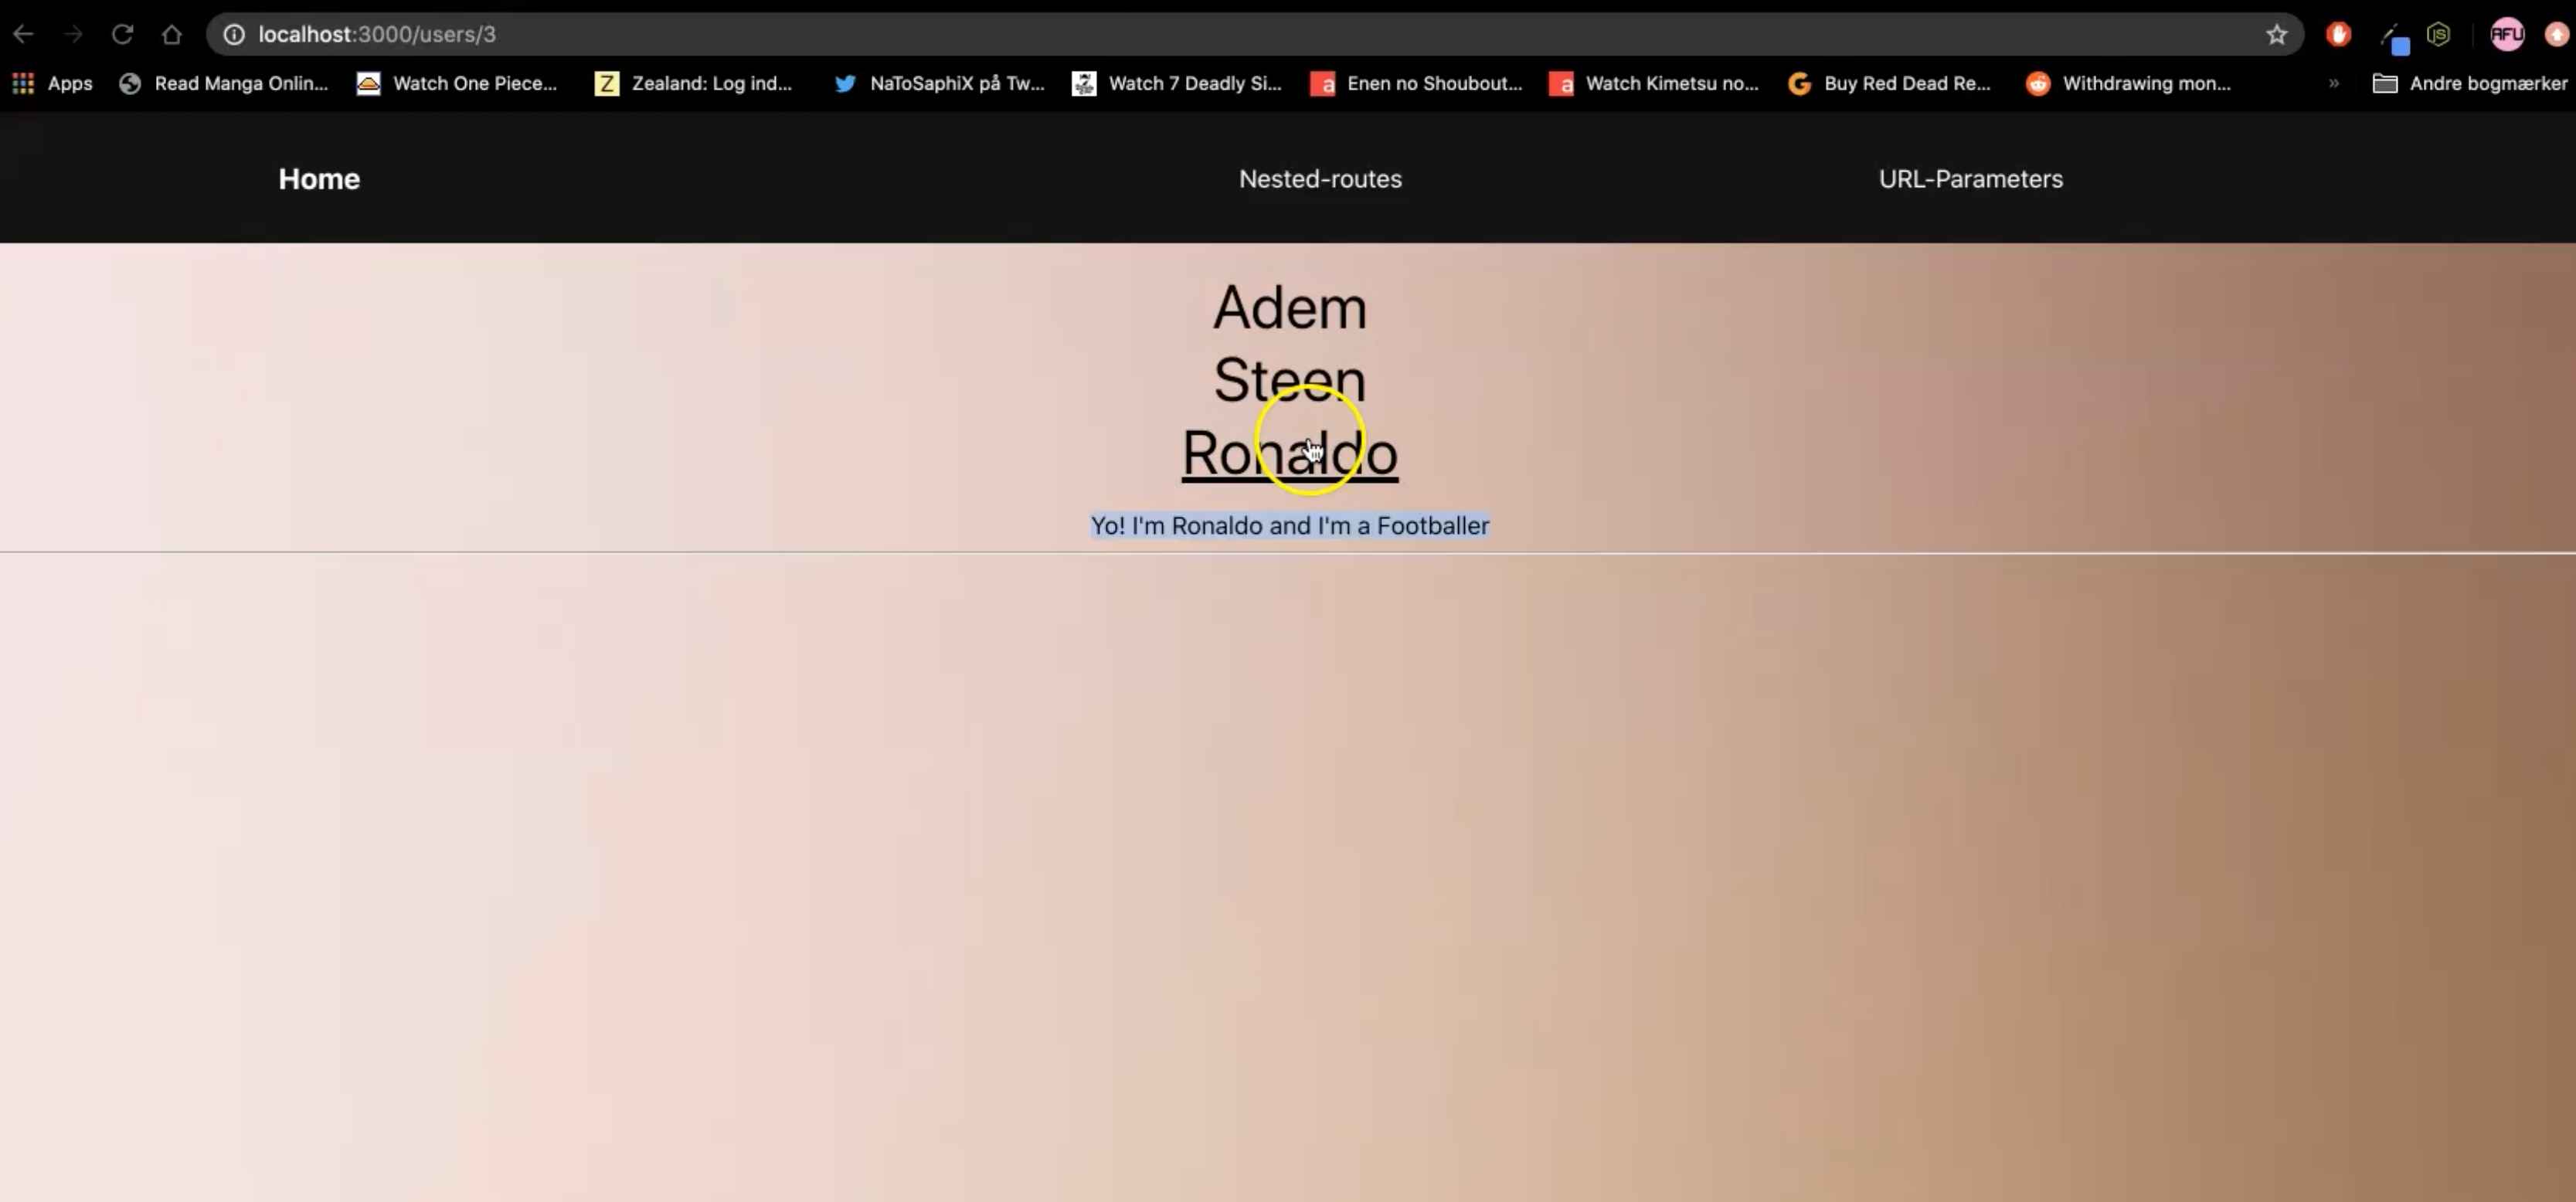 localhost:3000/users/3
AFU
Apps Read Manga Onlin... Watch One Piece... Z Zealand: Log ind... NaToSaphiX på Tw... Watch 7 Deadly Si... a Enen no Shoubout... a Watch Kimetsu no... G Buy Red Dead Re... Withdrawing mon... » Andre bogmærker
Home Nested-routes URL-Parameters
Adem
Steen
Ronaldo
Yo! I'm Ronaldo and I'm a Footballer